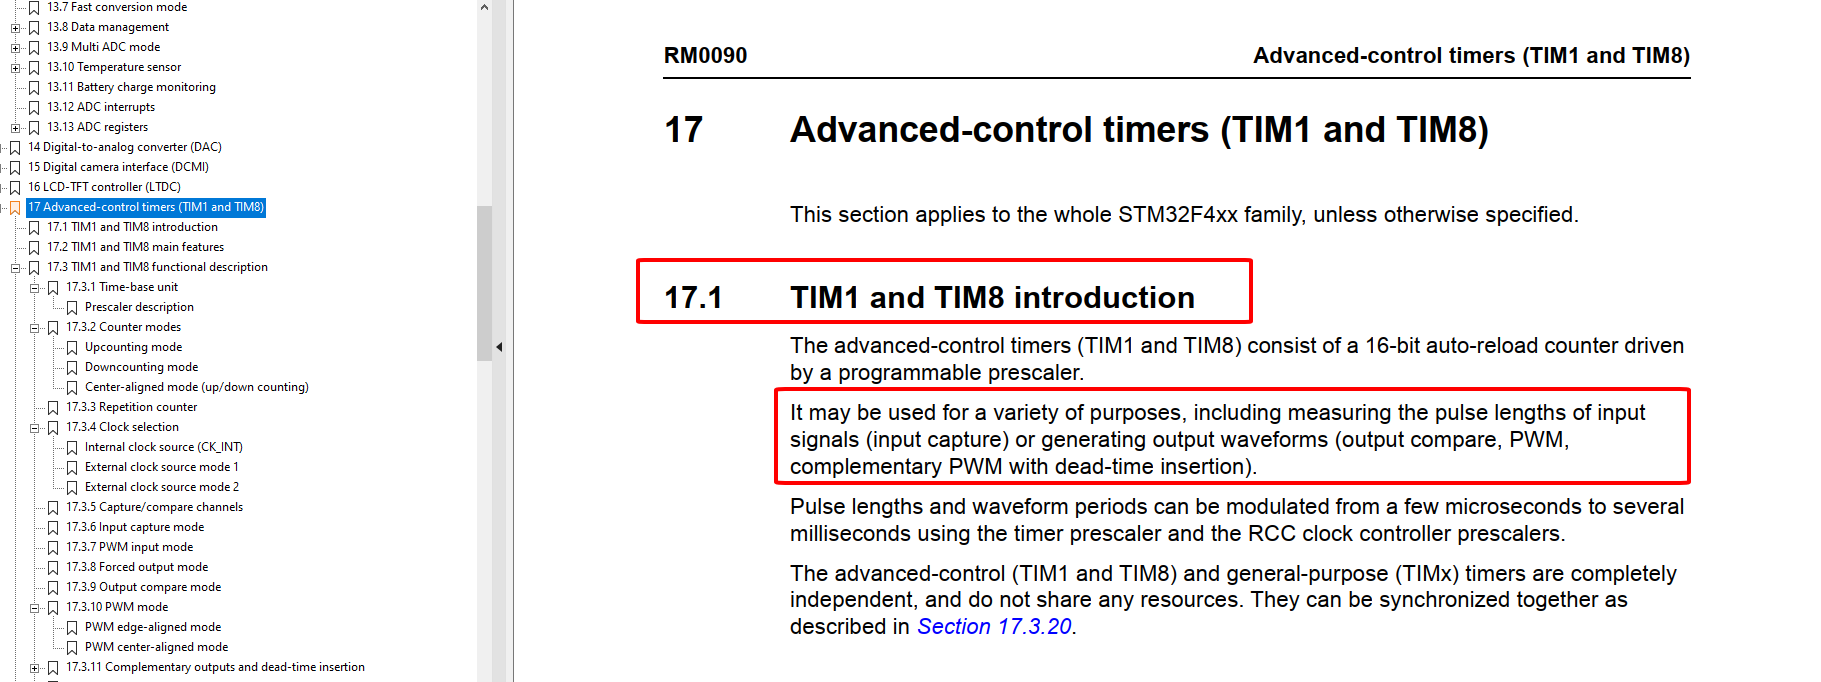 13.7 Fast conversion mode
13.8 Data management
13.9 Multi ADC mode
13.10 Temperature sensor
13.11 Battery charge monitoring
13.12 ADC interrupts
13.13 ADC registers
14 Digital-to-analog converter (DAC)
15 Digital camera interface (DCMI)
16 LCD-TFT controller (LTDC)
17 Advanced-control timers (TIM1 and TIM8)
17.1 TIM1 and TIM8 introduction
17.2 TIM1 and TIM8 main features
17.3 TIM1 and TIM8 functional description
17.3.1 Time-base unit
Prescaler description
17.3.2 Counter modes
Upcounting mode
Downcounting mode
Center-aligned mode (up/down counting)
17.3.3 Repetition counter
17.3.4 Clock selection
Internal clock source (CK_INT)
External clock source mode 1
External clock source mode 2
17.3.5 Capture/compare channels
17.3.6 Input capture mode
17.3.7 PWM input mode
17.3.8 Forced output mode
17.3.9 Output compare mode
17.3.10 PWM mode
PWM edge-aligned mode
PWM center-aligned mode
17.3.11 Complementary outputs and dead-time insertion
RM0090 Advanced-control timers (TIM1 and TIM8)
17 Advanced-control timers (TIM1 and TIM8)
This section applies to the whole STM32F4xx family, unless otherwise specified.
17.1 TIM1 and TIM8 introduction
The advanced-control timers (TIM1 and TIM8) consist of a 16-bit auto-reload counter driven
by a programmable prescaler.
It may be used for a variety of purposes, including measuring the pulse lengths of input
signals (input capture) or generating output waveforms (output compare, PWM,
complementary PWM with dead-time insertion).
Pulse lengths and waveform periods can be modulated from a few microseconds to several
milliseconds using the timer prescaler and the RCC clock controller prescalers.
The advanced-control (TIM1 and TIM8) and general-purpose (TIMx) timers are completely
independent, and do not share any resources. They can be synchronized together as
described in Section 17.3.20.